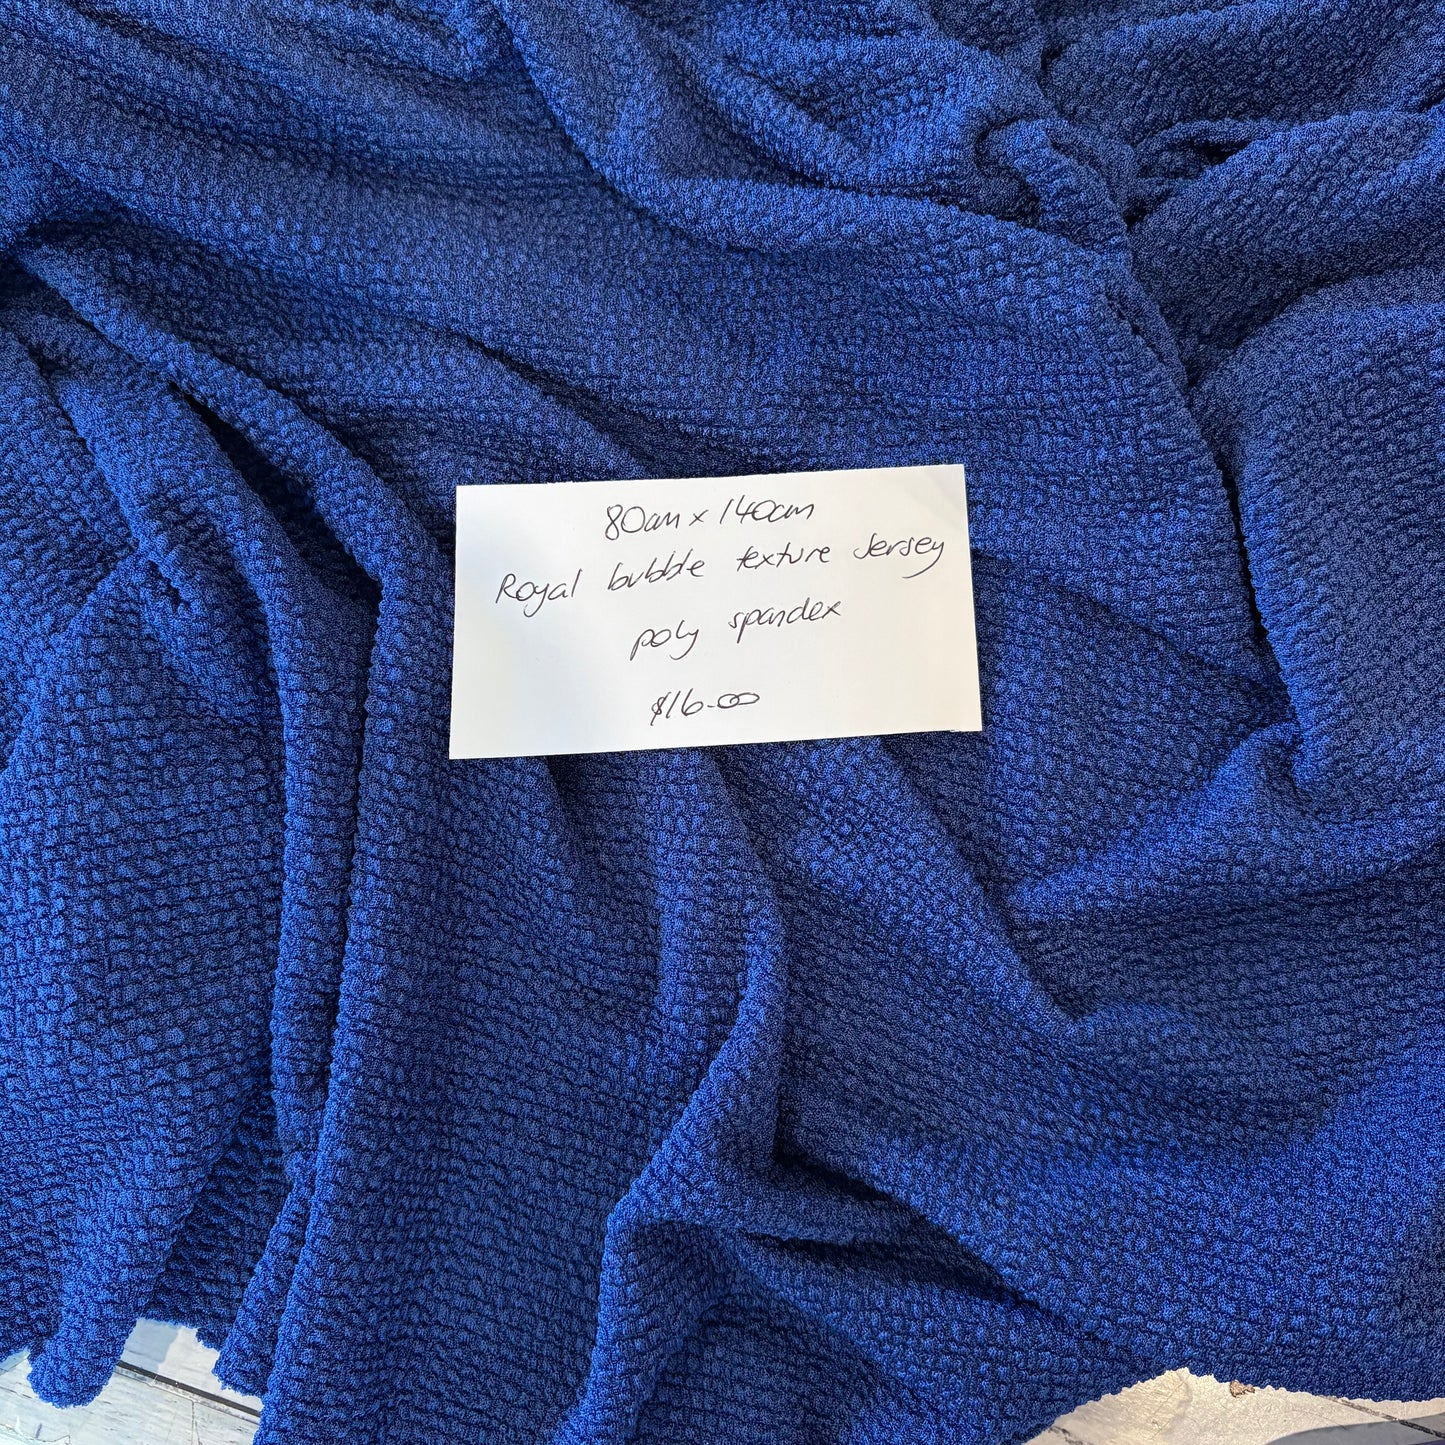 80cm x 140cm
Royal bubble texture Jersey
poly spandex
$16.00